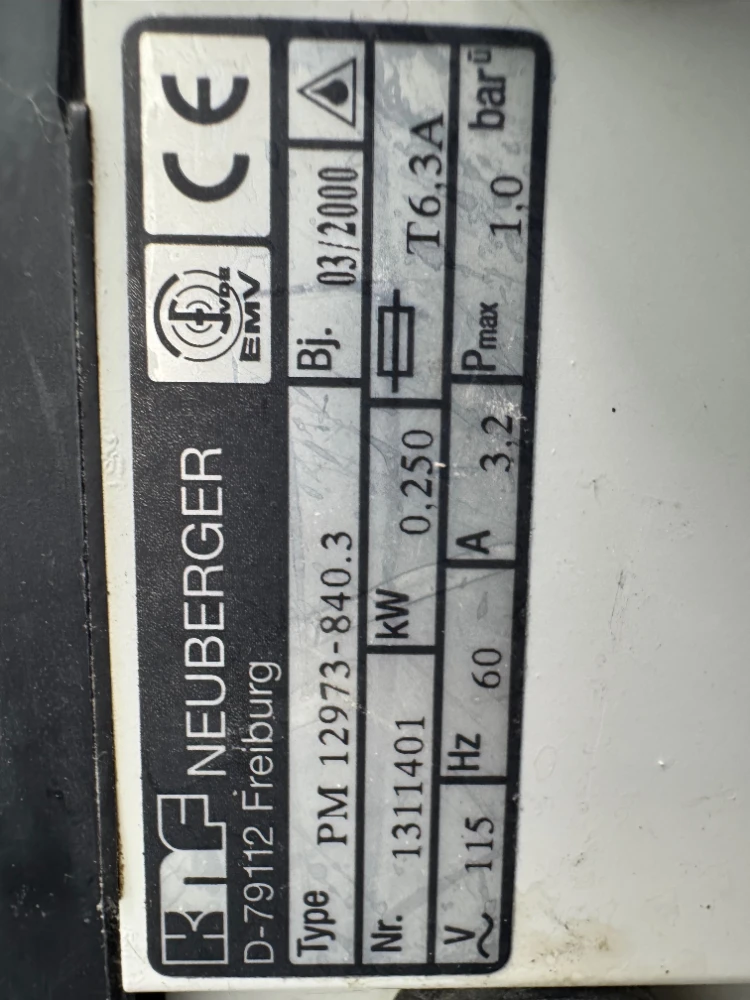 knf NEUBERGER
D-79112 Freiburg
VDE
EMV
CE
Type PM 12973-840.3 Bj. 03/2000
Nr. 1311401 kW 0,250 T6,3A
V~ 115 Hz 60 A 3,2 Pmax 1,0 barü